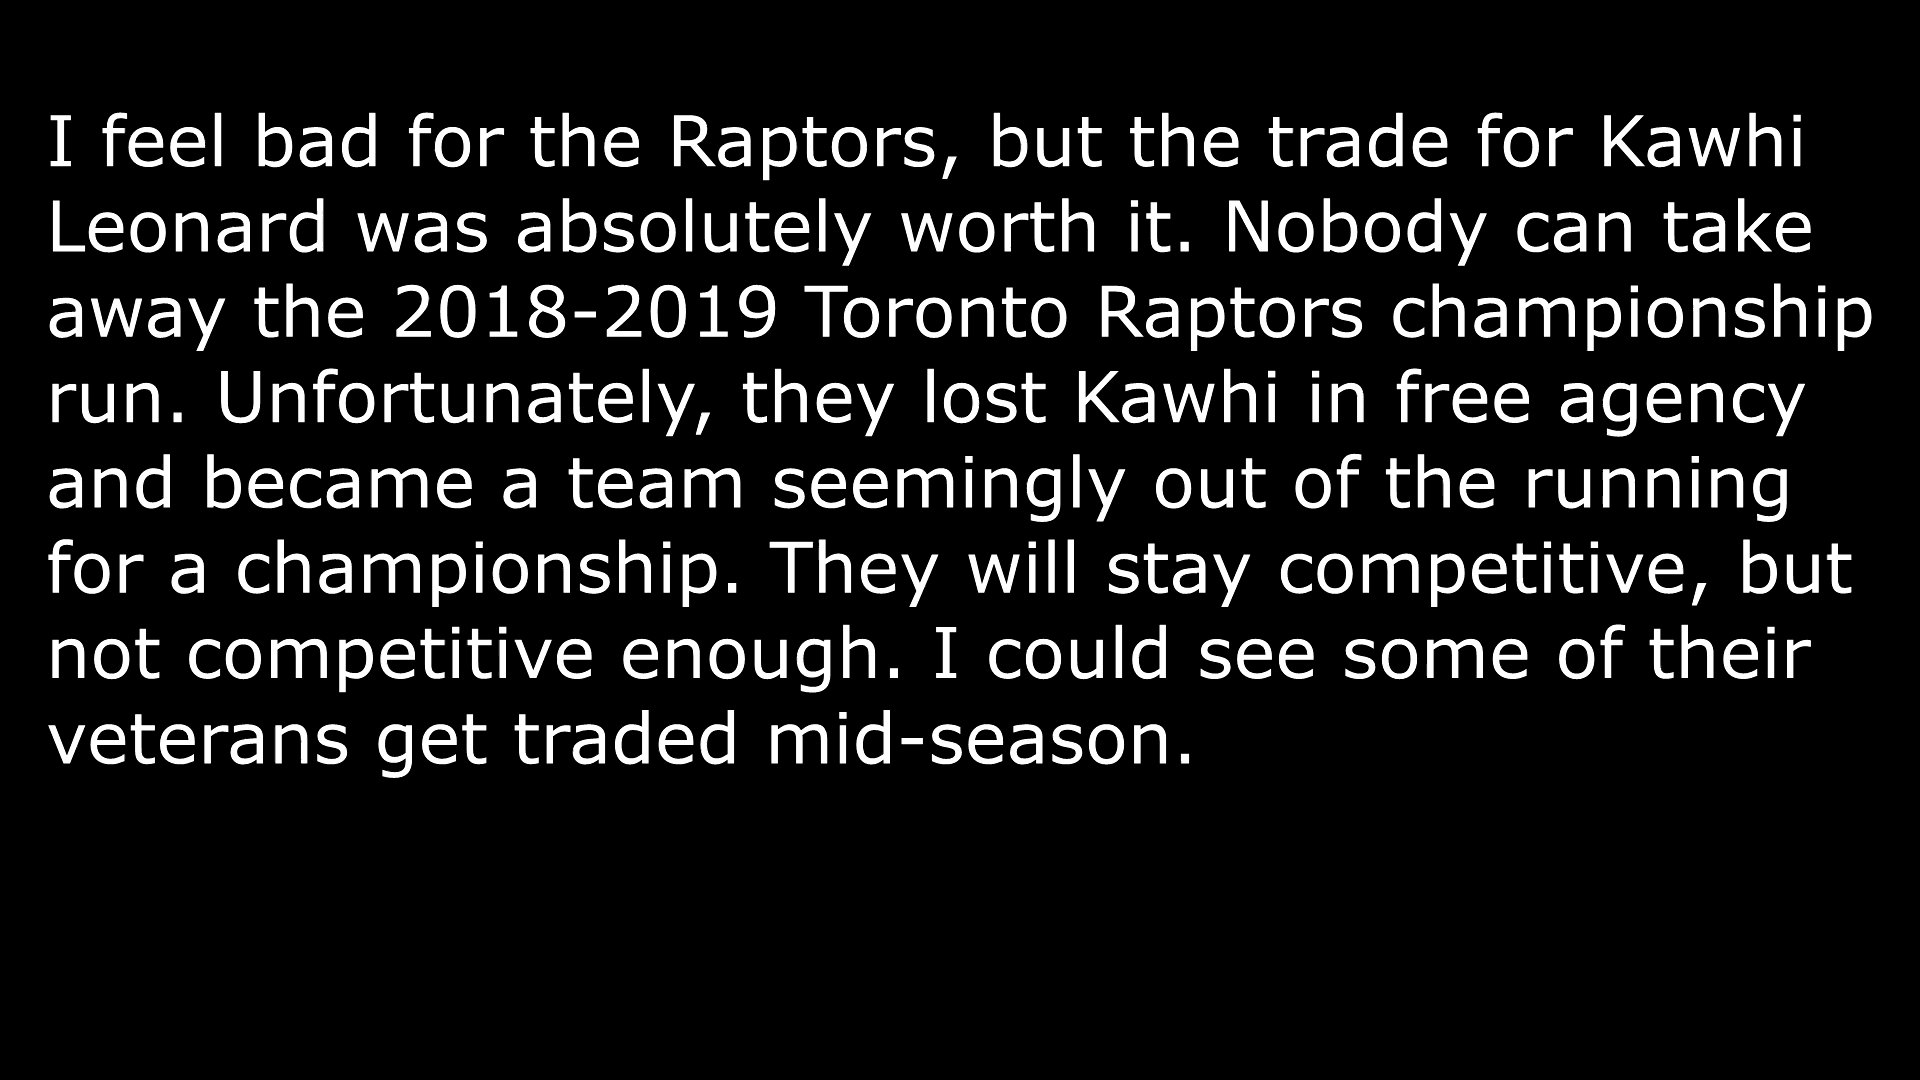 I feel bad for the Raptors, but the trade for Kawhi
Leonard was absolutely worth it. Nobody can take
away the 2018-2019 Toronto Raptors championship
run. Unfortunately, they lost Kawhi in free agency
and became a team seemingly out of the running
for a championship. They will stay competitive, but
not competitive enough. I could see some of their
veterans get traded mid-season.